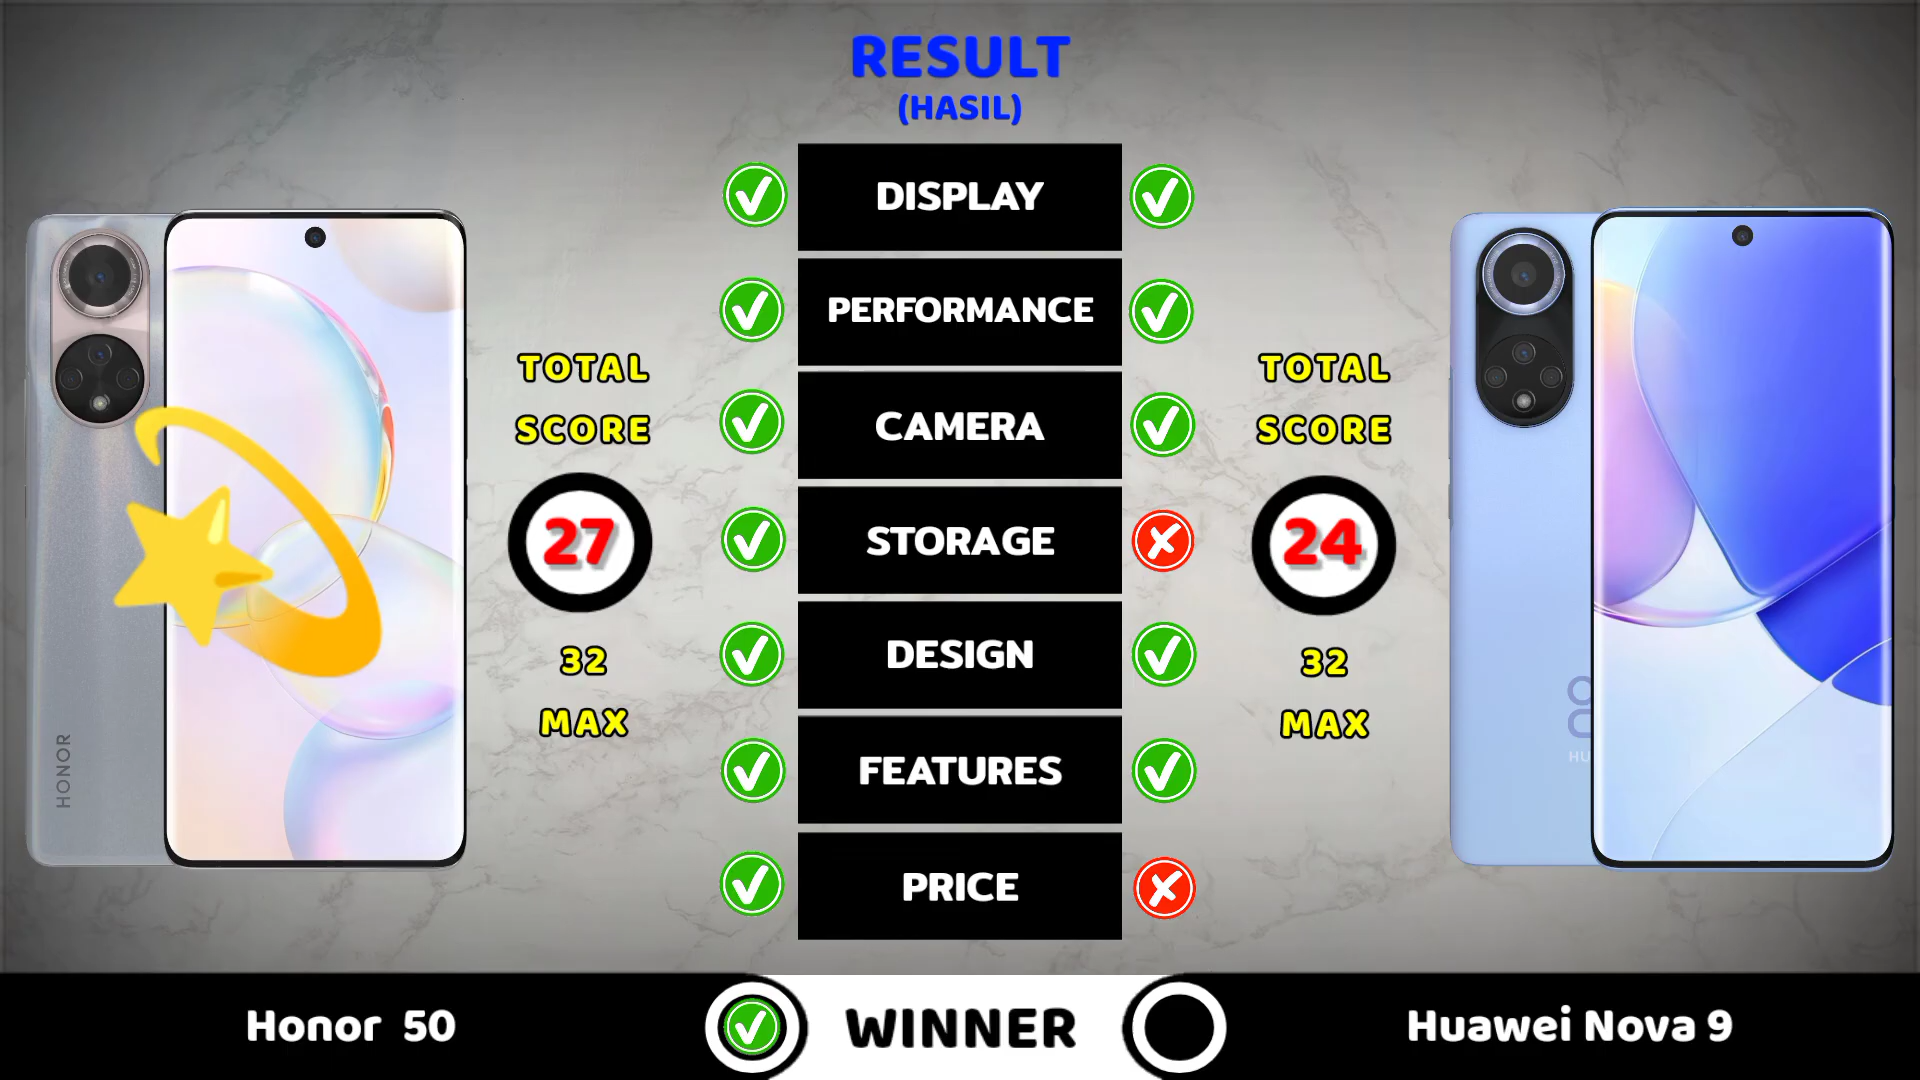 RESULT
(HASIL)
DISPLAY
PERFORMANCE
CAMERA
STORAGE
DESIGN
FEATURES
PRICE
TOTAL
SCORE
27
32
MAX
TOTAL
SCORE
24
32
MAX
HONOR
HU
Honor 50
WINNER
Huawei Nova 9